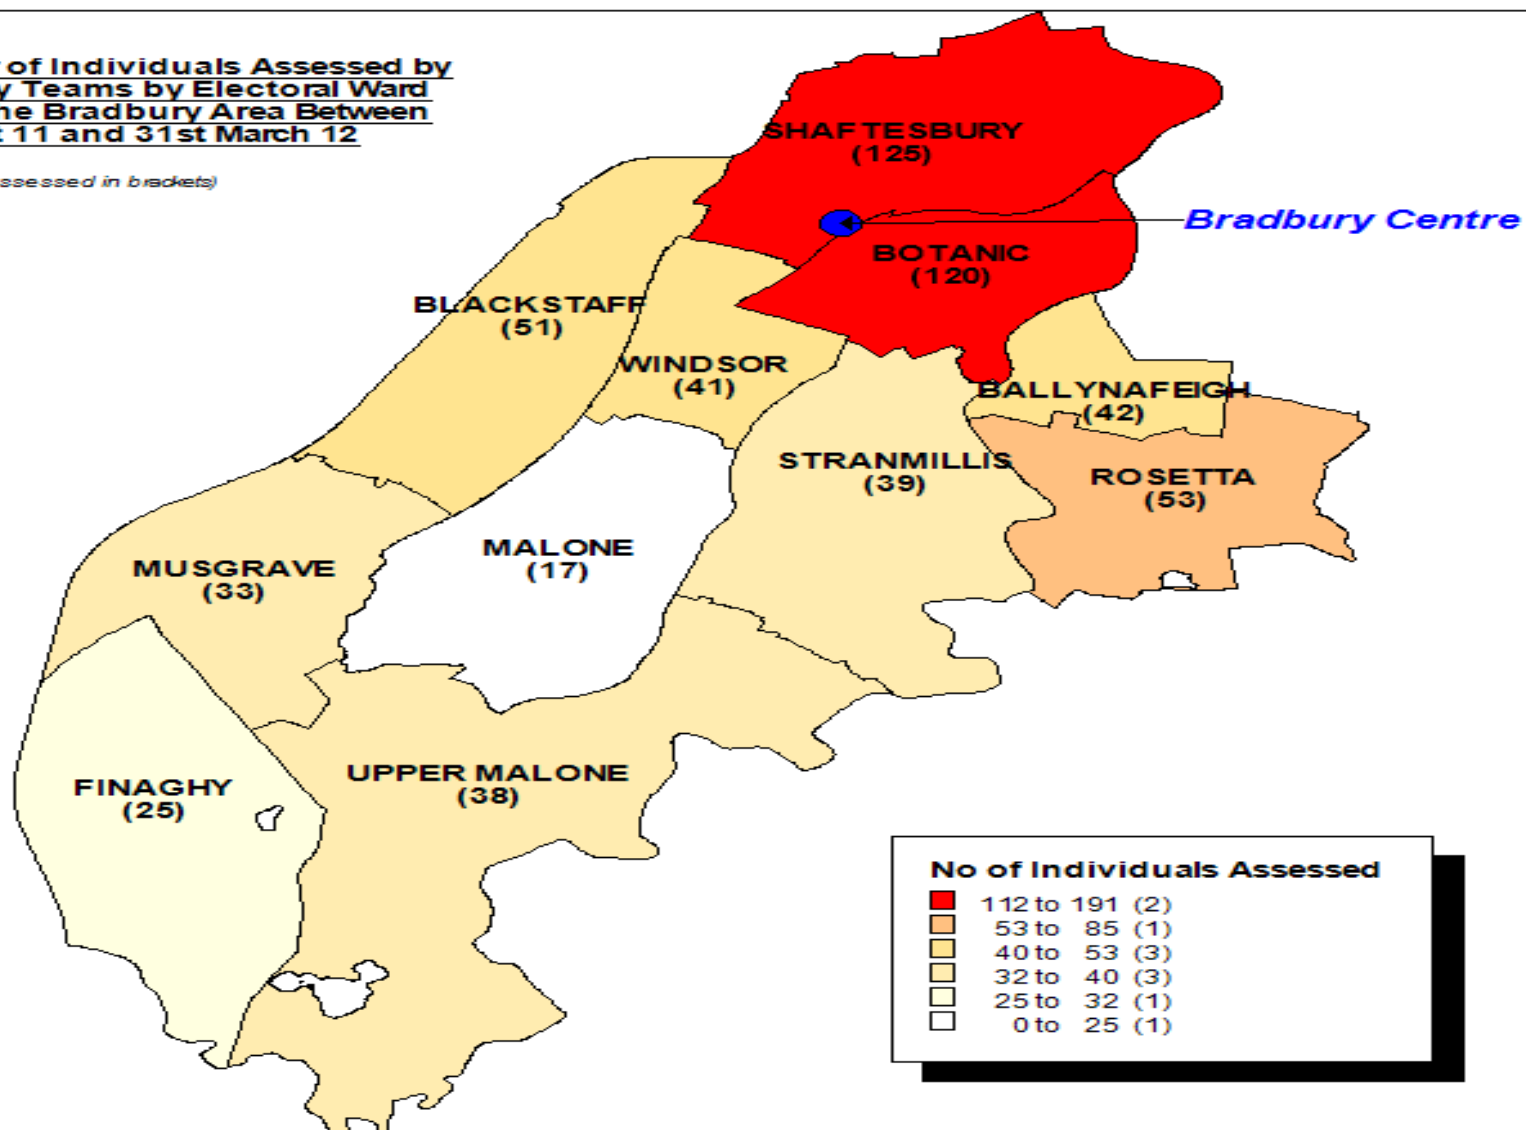 of Individuals Assessed by
Teams by Electoral Ward
Bradbury Area Between
11 and 31st March 12
in brackets)
SHAFTESBURY
(125)
Bradbury Centre
BOTANIC
(120)
BLACKSTAFF
(51)
WINDSOR
(41)
BALLYNAFEIGH
(42)
STRANMILLIS
(39)
ROSETTA
(53)
MALONE
(17)
MUSGRAVE
(33)
UPPER MALONE
(38)
FINAGHY
(25)
No of Individuals Assessed
112 to 191 (2)
53 to 85 (1)
40 to 53 (3)
32 to 40 (3)
25 to 32 (1)
0 to 25 (1)